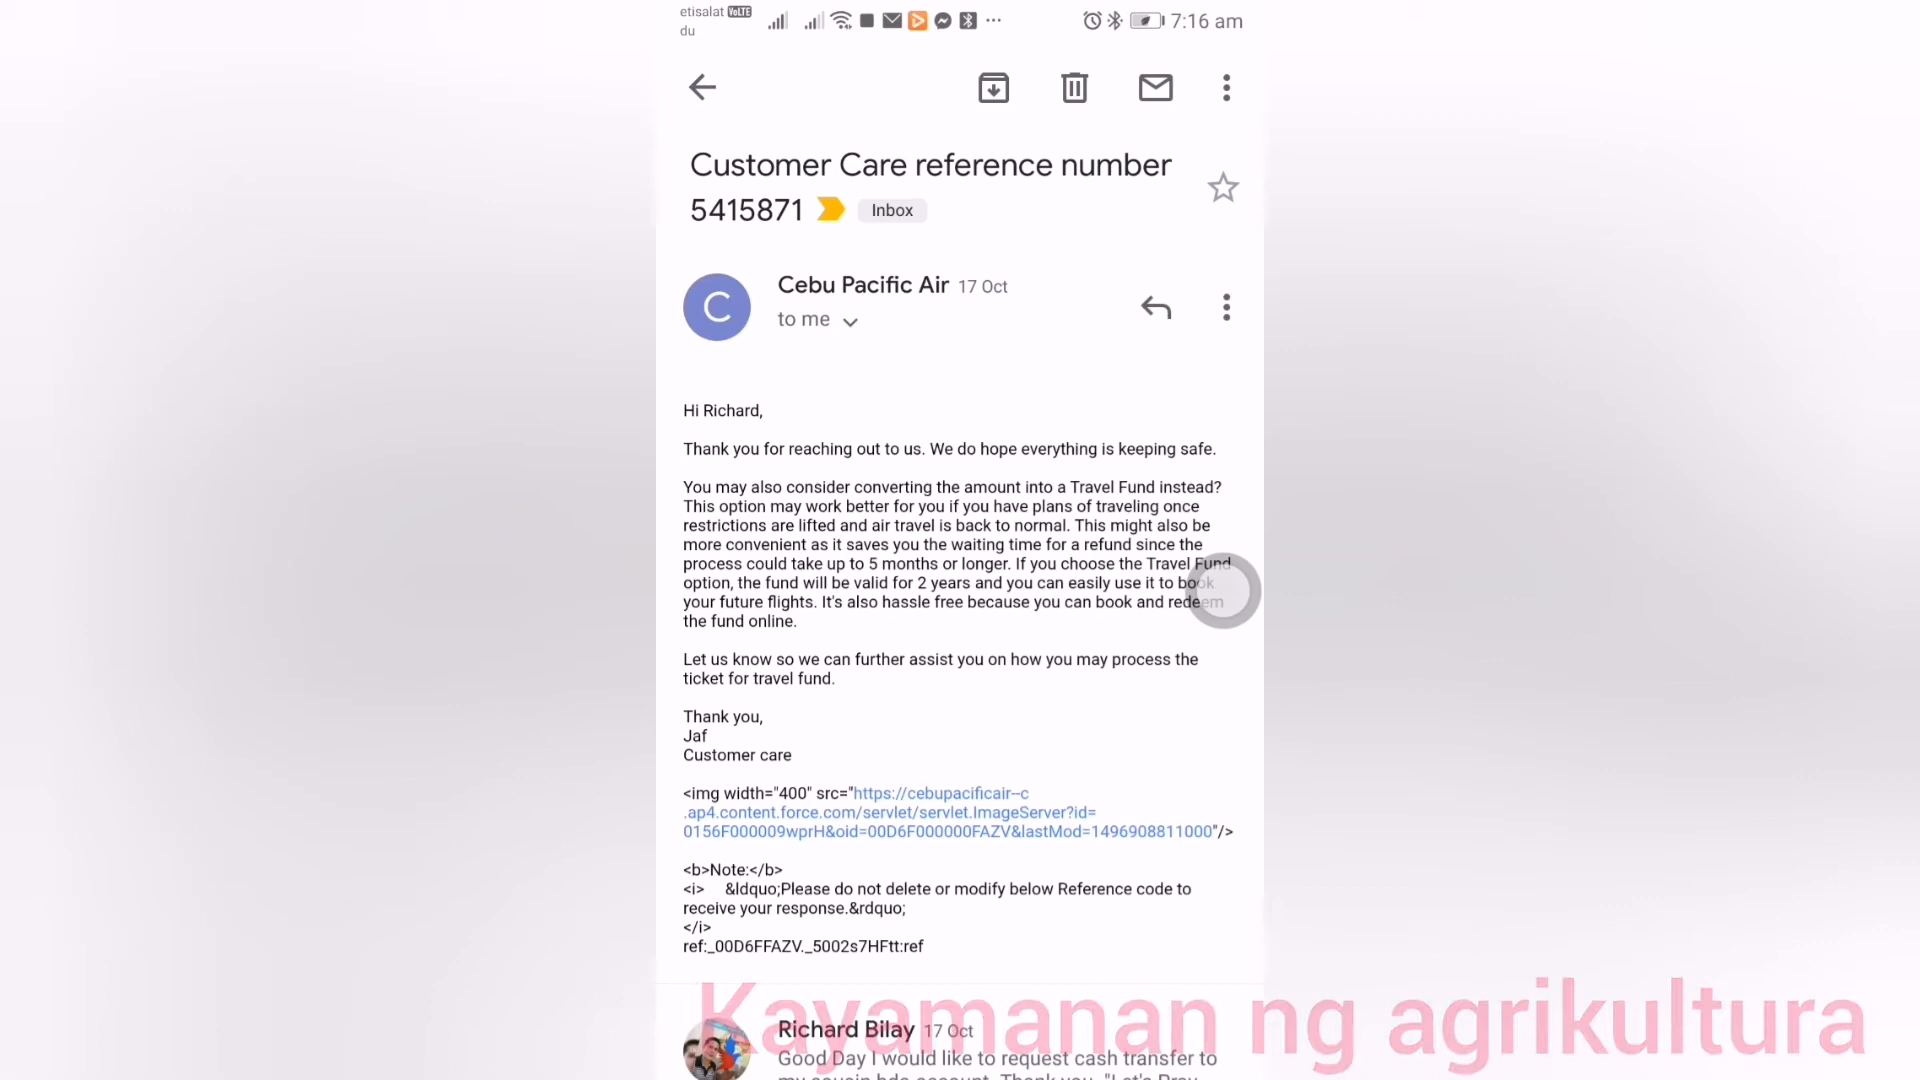 etisalat VoLTE
du
7:16 am
Customer Care reference number
5415871 Inbox
C
Cebu Pacific Air 17 Oct
to me
Hi Richard,
Thank you for reaching out to us. We do hope everything is keeping safe.
You may also consider converting the amount into a Travel Fund instead?
This option may work better for you if you have plans of traveling once
restrictions are lifted and air travel is back to normal. This might also be
more convenient as it saves you the waiting time for a refund since the
process could take up to 5 months or longer. If you choose the Travel Fund
option, the fund will be valid for 2 years and you can easily use it to book
your future flights. It's also hassle free because you can book and redeem
the fund online.
Let us know so we can further assist you on how you may process the
ticket for travel fund.
Thank you,
Jaf
Customer care
<img width="400" src="https://cebupacificair--c
.ap4.content.force.com/servlet/servlet.ImageServer?id=
0156F000009wprH&oid=00D6F000000FAZV&lastMod=1496908811000"/>
<b>Note:</b>
<i> &ldquo;Please do not delete or modify below Reference code to
receive your response.&rdquo;
</i>
ref:_00D6FFAZV._5002s7HFtt:ref
Kayamanan ng agrikultura
Richard Bilay 17 Oct
Good Day I would like to request cash transfer to
my cousin bdo account. Thank you. "Let's Pray